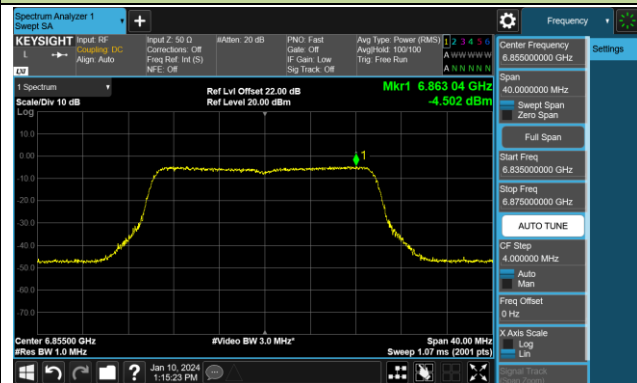 Spectrum Analyzer 1
Swept SA
Frequency
KEYSIGHT
L
LXI
Input: RF
Coupling: DC
Align: Auto
Input Z: 50 Ω
Corrections: Off
Freq Ref: Int (S)
NFE: Off
#Atten: 20 dB
PNO: Fast
Gate: Off
IF Gain: Low
Sig Track: Off
Avg Type: Power (RMS)
Avg|Hold: 100/100
Trig: Free Run
1 2 3 4 5 6
A W W W W W
A N N N N N
1 Spectrum
Scale/Div 10 dB
Log
Ref Lvl Offset 22.00 dB
Ref Level 20.00 dBm
Mkr1 6.863 04 GHz
-4.502 dBm
10.0
0.00
-10.0
-20.0
-30.0
-40.0
-50.0
-60.0
-70.0
1
Center 6.85500 GHz
#Res BW 1.0 MHz
#Video BW 3.0 MHz*
Span 40.00 MHz
Sweep 1.07 ms (2001 pts)
Jan 10, 2024
1:15:23 PM
Center Frequency
6.855000000 GHz
Settings
Span
40.0000000 MHz
Swept Span
Zero Span
Full Span
Start Freq
6.835000000 GHz
Stop Freq
6.875000000 GHz
AUTO TUNE
CF Step
4.000000 MHz
Auto
Man
Freq Offset
0 Hz
X Axis Scale
Log
Lin
Signal Track
(Span Zoom)